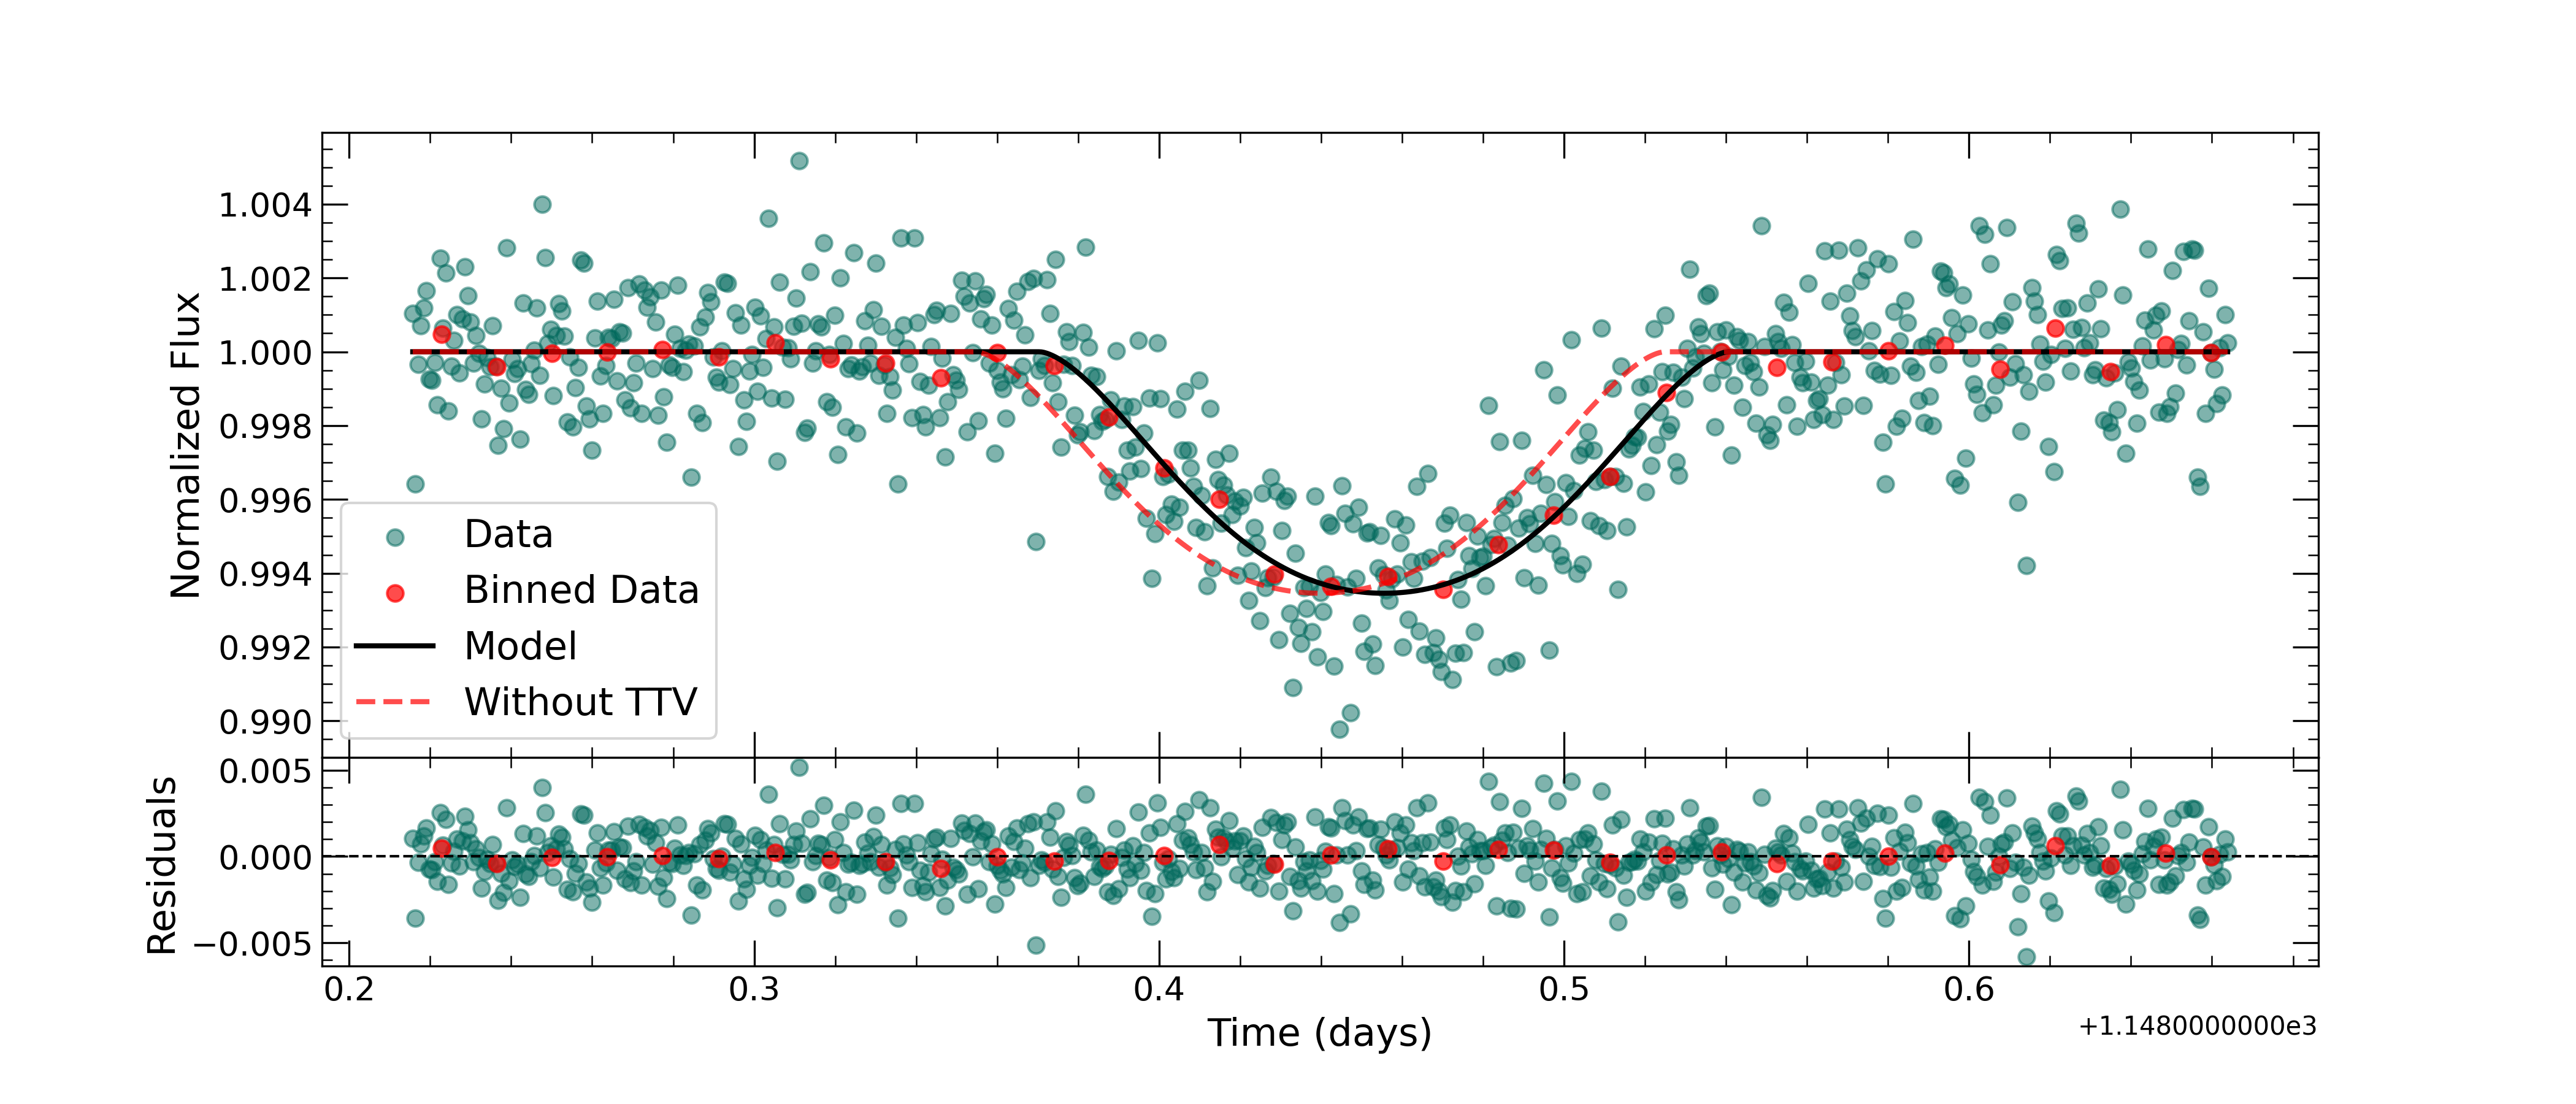 Normalized Flux
1.004
1.002
1.000
0.998
0.996
0.994
0.992
0.990
Data
Binned Data
Model
Without TTV
Residuals
0.005
0.000
−0.005
0.2
0.3
0.4
0.5
0.6
Time (days)
+1.1480000000e3